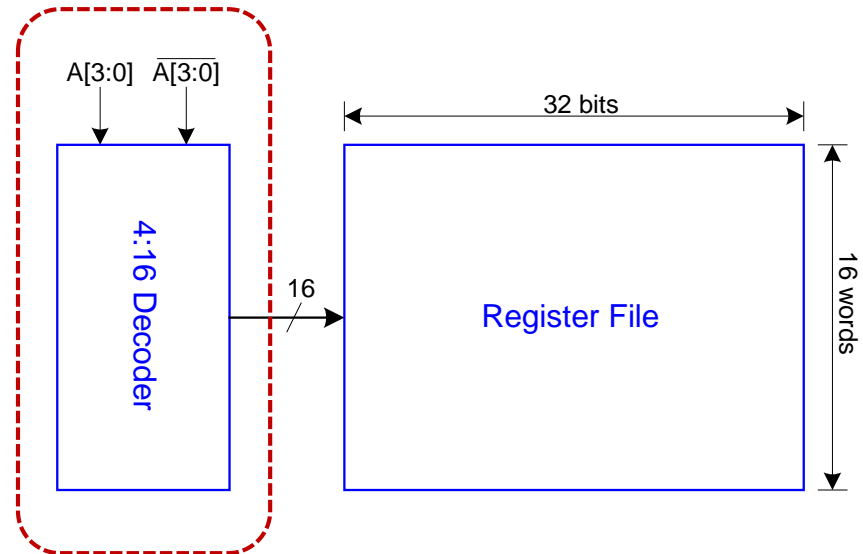 A[3:0] A̅[̅3̅:̅0̅]̅
32 bits
4:16 Decoder
16
Register File
16 words